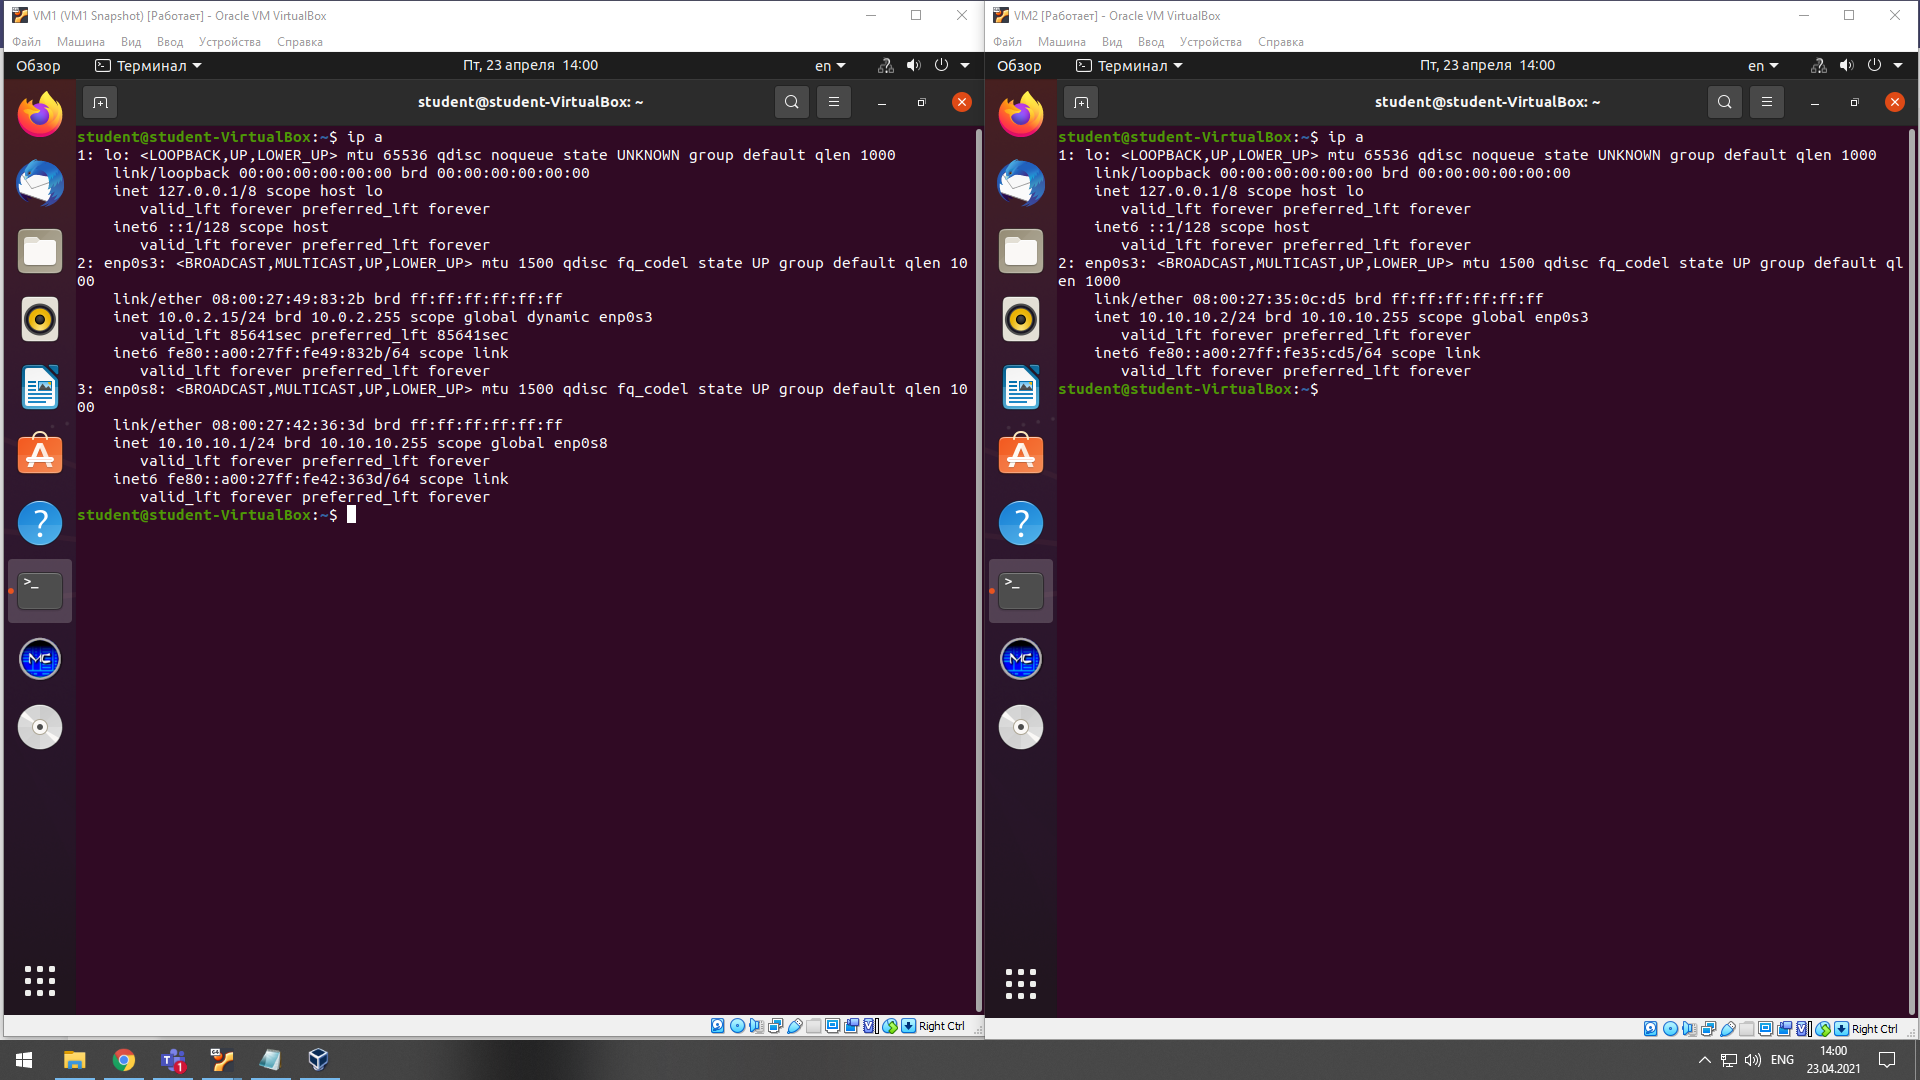 VM1 (VM1 Snapshot) [Работает] - Oracle VM VirtualBox
Файл Машина Вид Ввод Устройства Справка
Обзор Терминал Пт, 23 апреля 14:00 en
student@student-VirtualBox: ~
student@student-VirtualBox:~$ ip a
1: lo: <LOOPBACK,UP,LOWER_UP> mtu 65536 qdisc noqueue state UNKNOWN group default qlen 1000
link/loopback 00:00:00:00:00:00 brd 00:00:00:00:00:00
inet 127.0.0.1/8 scope host lo
valid_lft forever preferred_lft forever
inet6 ::1/128 scope host
valid_lft forever preferred_lft forever
2: enp0s3: <BROADCAST,MULTICAST,UP,LOWER_UP> mtu 1500 qdisc fq_codel state UP group default qlen 10
00
link/ether 08:00:27:49:83:2b brd ff:ff:ff:ff:ff:ff
inet 10.0.2.15/24 brd 10.0.2.255 scope global dynamic enp0s3
valid_lft 85641sec preferred_lft 85641sec
inet6 fe80::a00:27ff:fe49:832b/64 scope link
valid_lft forever preferred_lft forever
3: enp0s8: <BROADCAST,MULTICAST,UP,LOWER_UP> mtu 1500 qdisc fq_codel state UP group default qlen 10
00
link/ether 08:00:27:42:36:3d brd ff:ff:ff:ff:ff:ff
inet 10.10.10.1/24 brd 10.10.10.255 scope global enp0s8
valid_lft forever preferred_lft forever
inet6 fe80::a00:27ff:fe42:363d/64 scope link
valid_lft forever preferred_lft forever
student@student-VirtualBox:~$
Right Ctrl
VM2 [Работает] - Oracle VM VirtualBox
Файл Машина Вид Ввод Устройства Справка
Обзор Терминал Пт, 23 апреля 14:00 en
student@student-VirtualBox: ~
student@student-VirtualBox:~$ ip a
1: lo: <LOOPBACK,UP,LOWER_UP> mtu 65536 qdisc noqueue state UNKNOWN group default qlen 1000
link/loopback 00:00:00:00:00:00 brd 00:00:00:00:00:00
inet 127.0.0.1/8 scope host lo
valid_lft forever preferred_lft forever
inet6 ::1/128 scope host
valid_lft forever preferred_lft forever
2: enp0s3: <BROADCAST,MULTICAST,UP,LOWER_UP> mtu 1500 qdisc fq_codel state UP group default ql
en 1000
link/ether 08:00:27:35:0c:d5 brd ff:ff:ff:ff:ff:ff
inet 10.10.10.2/24 brd 10.10.10.255 scope global enp0s3
valid_lft forever preferred_lft forever
inet6 fe80::a00:27ff:fe35:cd5/64 scope link
valid_lft forever preferred_lft forever
student@student-VirtualBox:~$
Right Ctrl
ENG
14:00
23.04.2021